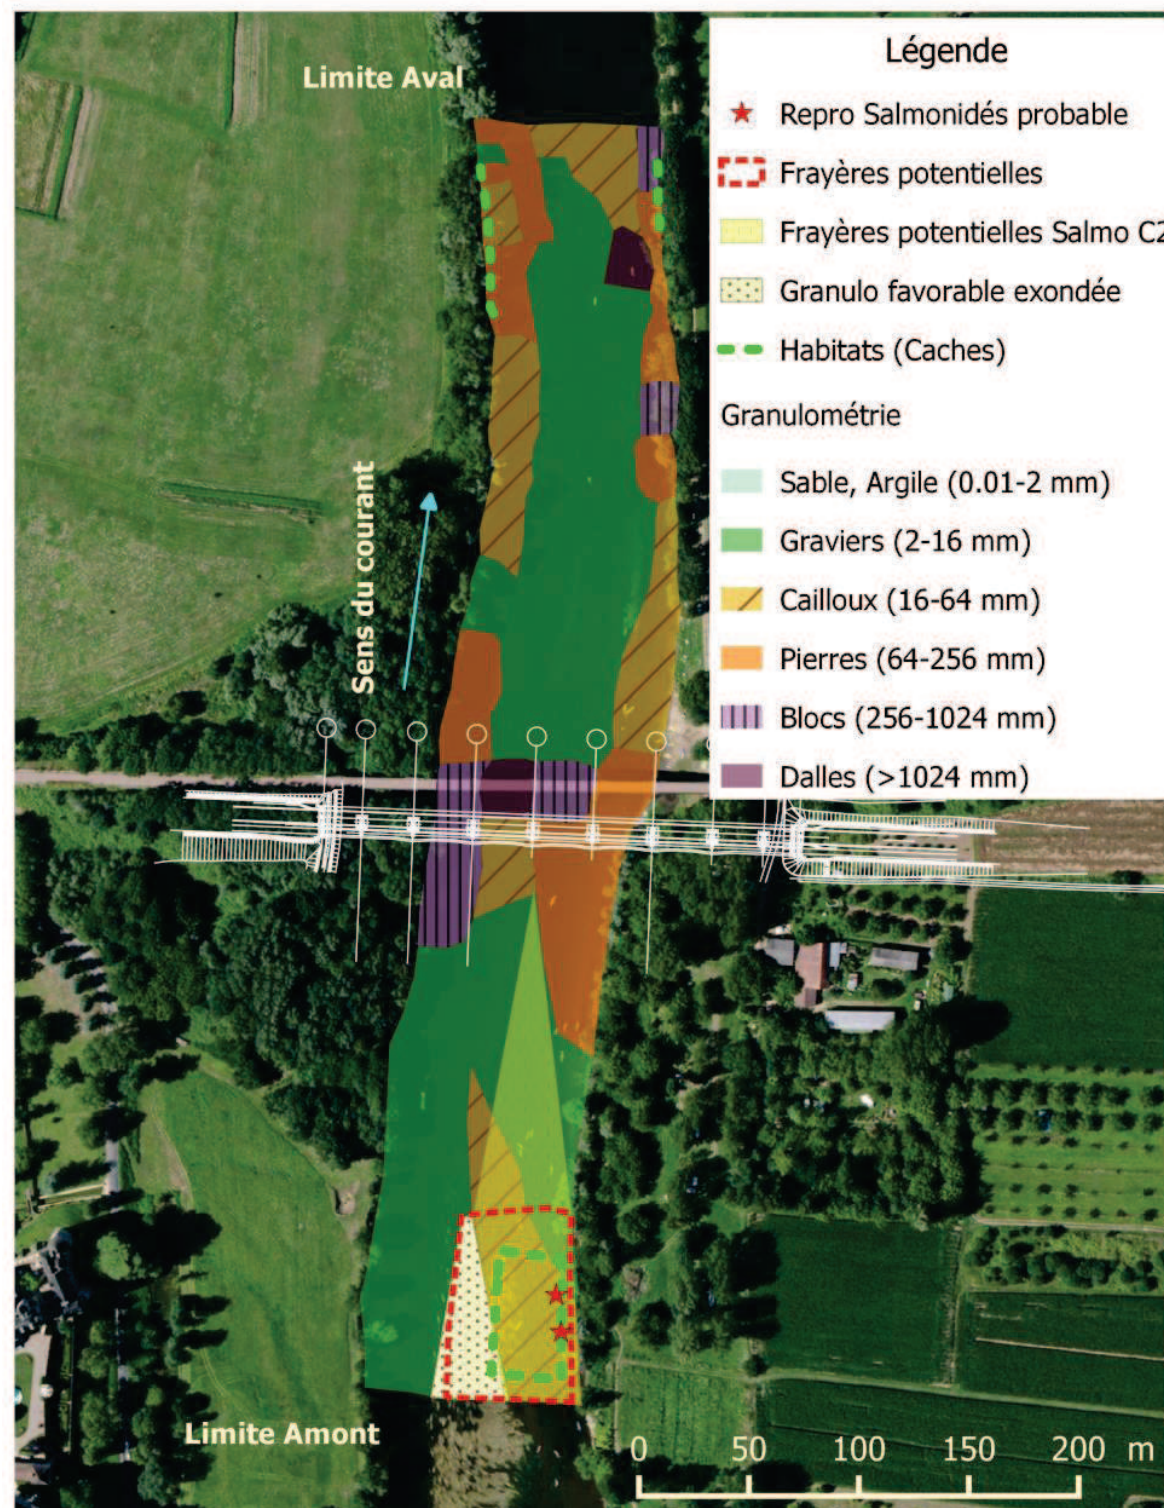 Limite Aval
Légende
Repro Salmonidés probable
Frayères potentielles
Frayères potentielles Salmo C2
Granulo favorable exondée
Habitats (Caches)
Granulométrie
Sable, Argile (0.01-2 mm)
Graviers (2-16 mm)
Cailloux (16-64 mm)
Pierres (64-256 mm)
Blocs (256-1024 mm)
Dalles (>1024 mm)
Sens du courant
Limite Amont
0 50 100 150 200 m